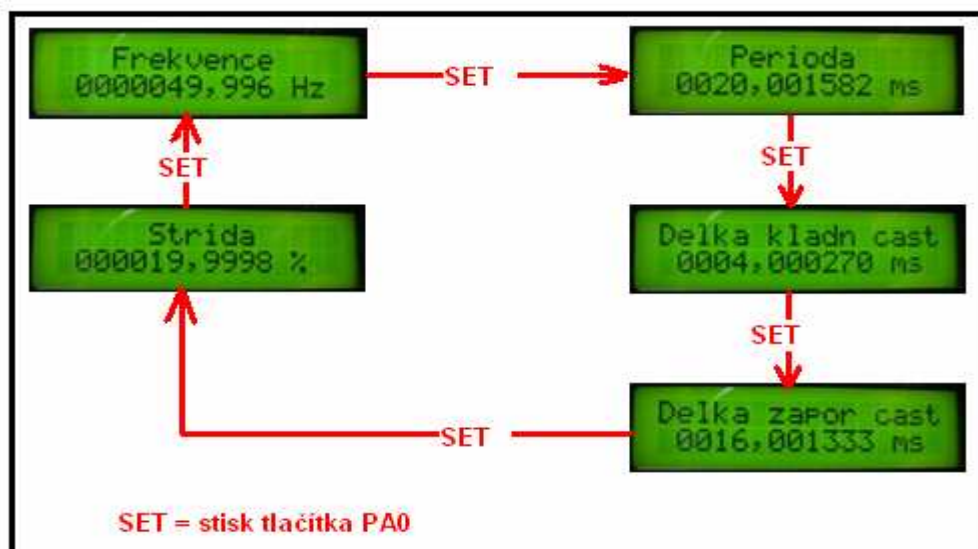 Frekvence
0000049,996 Hz
SET
Perioda
0020,001582 ms
SET
SET
Strida
000019,9998 %
Delka kladn cast
0004,000270 ms
SET
Delka zapor cast
0016,001333 ms
SET
SET = stisk tlačítka PA0